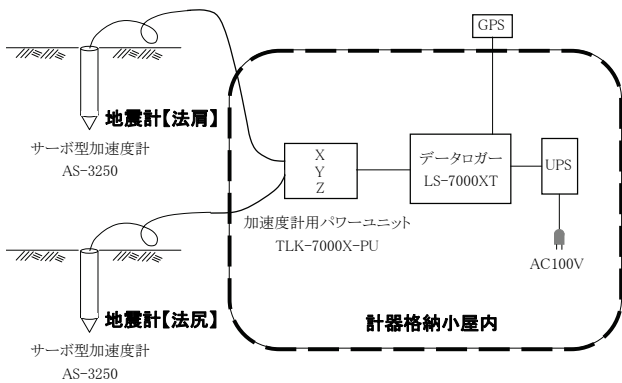 GPS
地震計【法肩】
サーボ型加速度計
AS-3250
X
Y
Z
データロガー
LS-7000XT
UPS
加速度計用パワーユニット
TLK-7000X-PU
AC100V
地震計【法尻】
計器格納小屋内
サーボ型加速度計
AS-3250